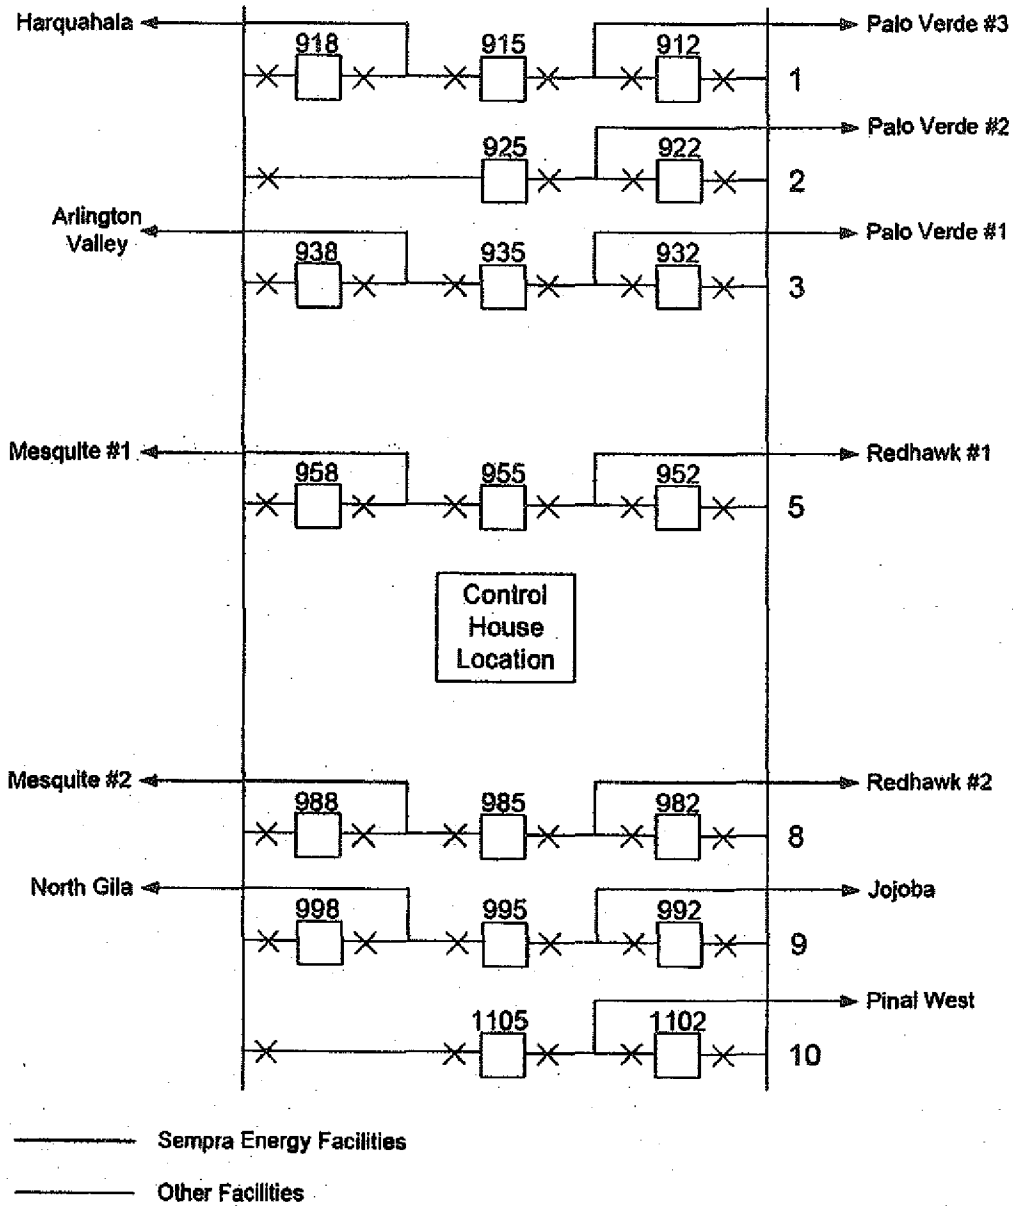 Harquahala
Palo Verde #3
918
915
912
1
Palo Verde #2
925
922
2
Arlington
Valley
Palo Verde #1
938
935
932
3
Mesquite #1
Redhawk #1
958
955
952
5
Control
House
Location
Mesquite #2
Redhawk #2
988
985
982
8
North Gila
Jojoba
998
995
992
9
Pinal West
1105
1102
10
Sempra Energy Facilities
Other Facilities